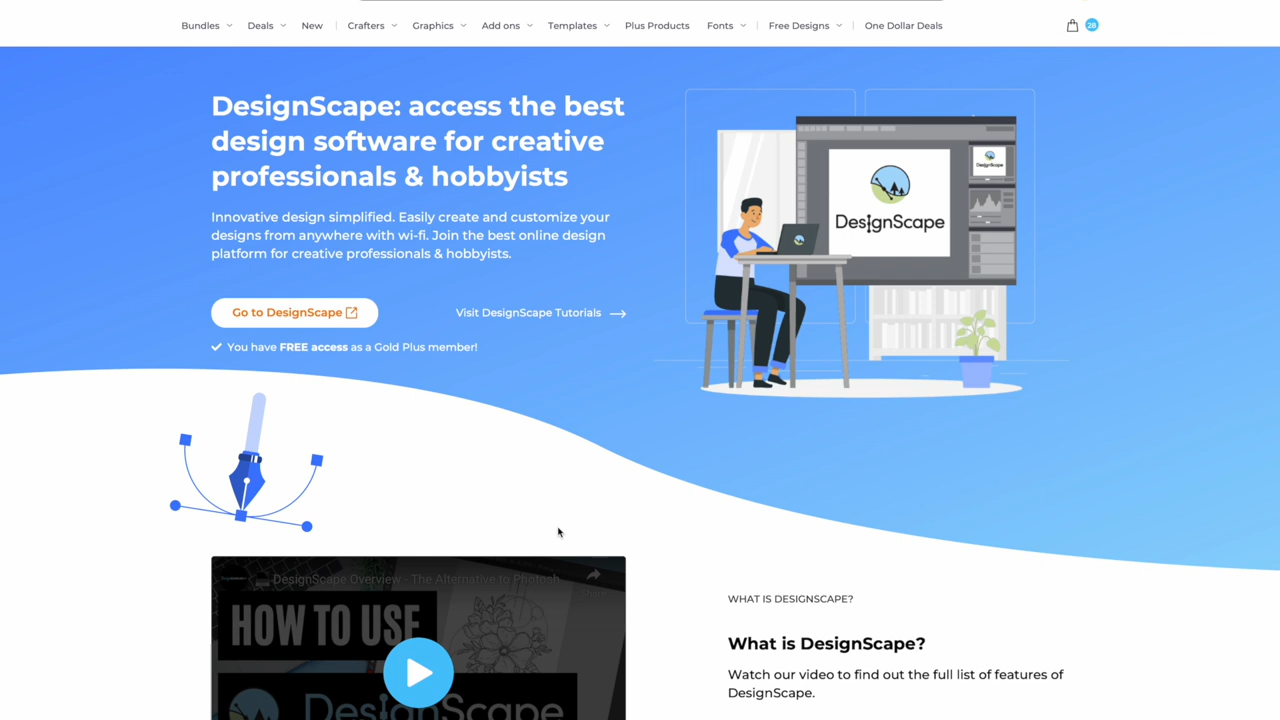 Bundles Deals New Crafters Graphics Add ons Templates Plus Products Fonts Free Designs One Dollar Deals 28
DesignScape: access the best
design software for creative
professionals & hobbyists
Innovative design simplified. Easily create and customize your
designs from anywhere with wi-fi. Join the best online design
platform for creative professionals & hobbyists.
Go to DesignScape
Visit DesignScape Tutorials
You have FREE access as a Gold Plus member!
DesignScape
DesignScape
DesignScape Overview - The Alternative to Photosh
Share
HOW TO USE
DesignScape
WHAT IS DESIGNSCAPE?
What is DesignScape?
Watch our video to find out the full list of features of
DesignScape.